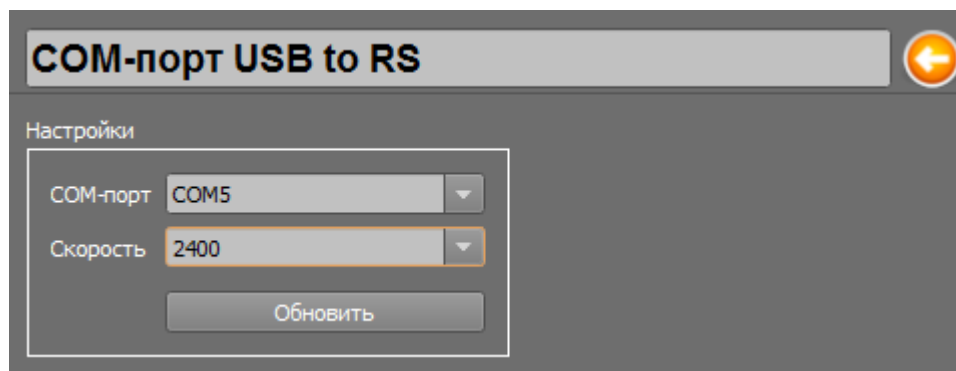 COM-порт USB to RS
Настройки
COM-порт COM5
Скорость 2400
Обновить